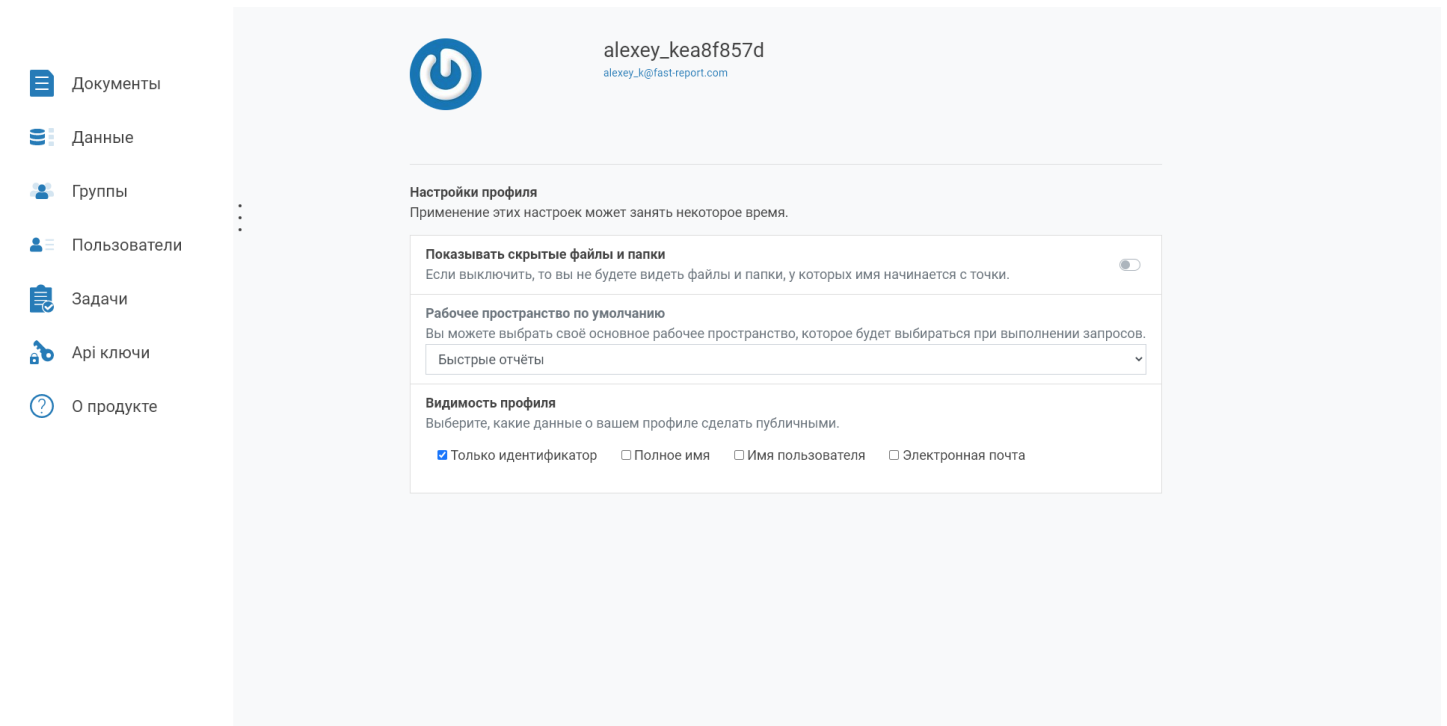 Документы
Данные
Группы
Пользователи
Задачи
Api ключи
О продукте
alexey_kea8f857d
alexey_k@fast-report.com
Настройки профиля
Применение этих настроек может занять некоторое время.
Показывать скрытые файлы и папки
Если выключить, то вы не будете видеть файлы и папки, у которых имя начинается с точки.
Рабочее пространство по умолчанию
Вы можете выбрать своё основное рабочее пространство, которое будет выбираться при выполнении запросов.
Быстрые отчёты
Видимость профиля
Выберите, какие данные о вашем профиле сделать публичными.
Только идентификатор Полное имя Имя пользователя Электронная почта